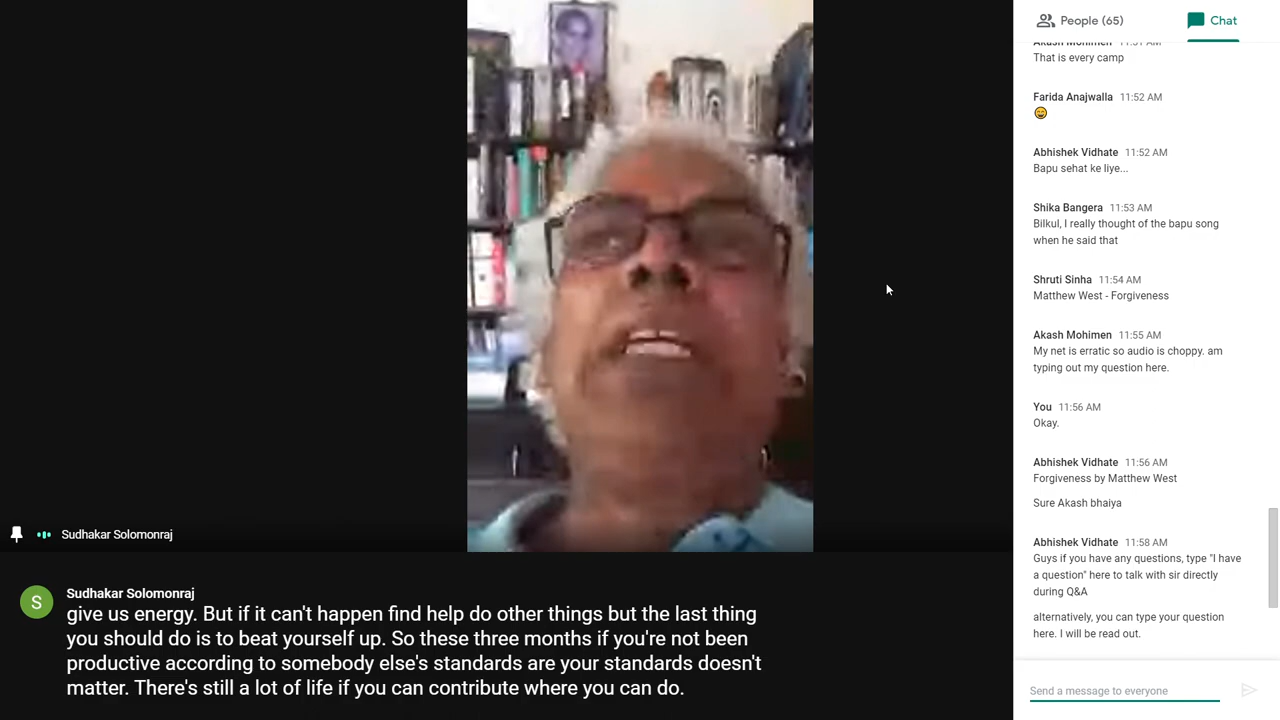 People (65)
Chat
Akash Mohimen 11:51 AM
That is every camp
Farida Anajwalla 11:52 AM
Abhishek Vidhate 11:52 AM
Bapu sehat ke liye...
Shika Bangera 11:53 AM
Bilkul, I really thought of the bapu song
when he said that
Shruti Sinha 11:54 AM
Matthew West - Forgiveness
Akash Mohimen 11:55 AM
My net is erratic so audio is choppy. am
typing out my question here.
You 11:56 AM
Okay.
Abhishek Vidhate 11:56 AM
Forgiveness by Matthew West
Sure Akash bhaiya
Abhishek Vidhate 11:58 AM
Guys if you have any questions, type "I have
a question" here to talk with sir directly
during Q&A
alternatively, you can type your question
here. I will be read out.
Send a message to everyone
Sudhakar Solomonraj
S
Sudhakar Solomonraj
give us energy. But if it can't happen find help do other things but the last thing
you should do is to beat yourself up. So these three months if you're not been
productive according to somebody else's standards are your standards doesn't
matter. There's still a lot of life if you can contribute where you can do.